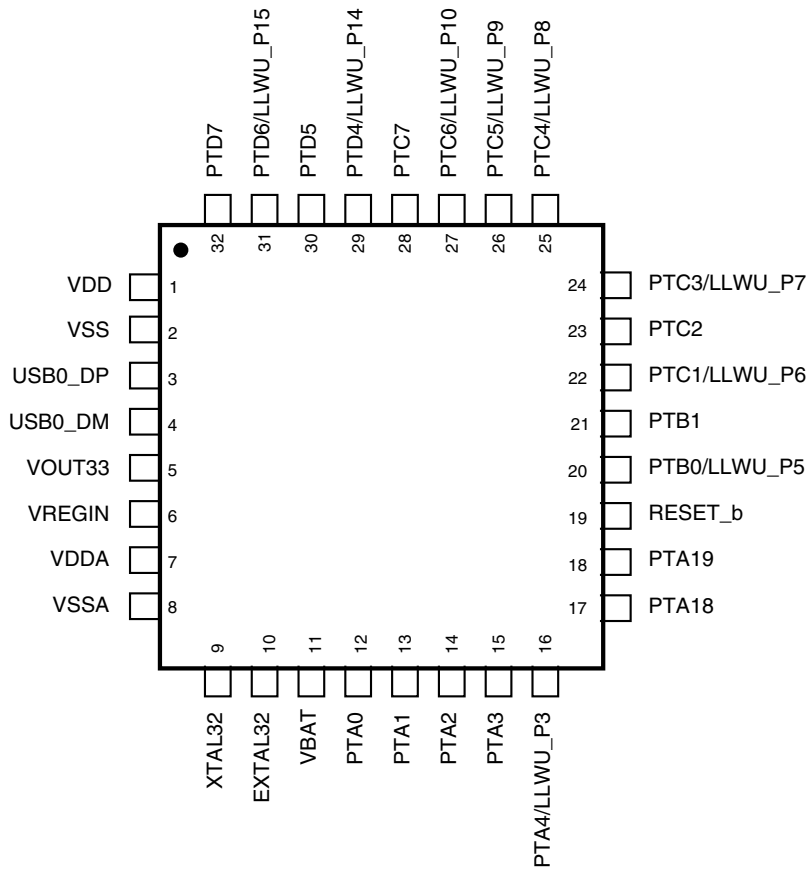 PTD7
PTD6/LLWU_P15
PTD5
PTD4/LLWU_P14
PTC7
PTC6/LLWU_P10
PTC5/LLWU_P9
PTC4/LLWU_P8
32
31
30
29
28
27
26
25
VDD
1
VSS
2
USB0_DP
3
USB0_DM
4
VOUT33
5
VREGIN
6
VDDA
7
VSSA
8
24
PTC3/LLWU_P7
23
PTC2
22
PTC1/LLWU_P6
21
PTB1
20
PTB0/LLWU_P5
19
RESET_b
18
PTA19
17
PTA18
9
10
11
12
13
14
15
16
XTAL32
EXTAL32
VBAT
PTA0
PTA1
PTA2
PTA3
PTA4/LLWU_P3